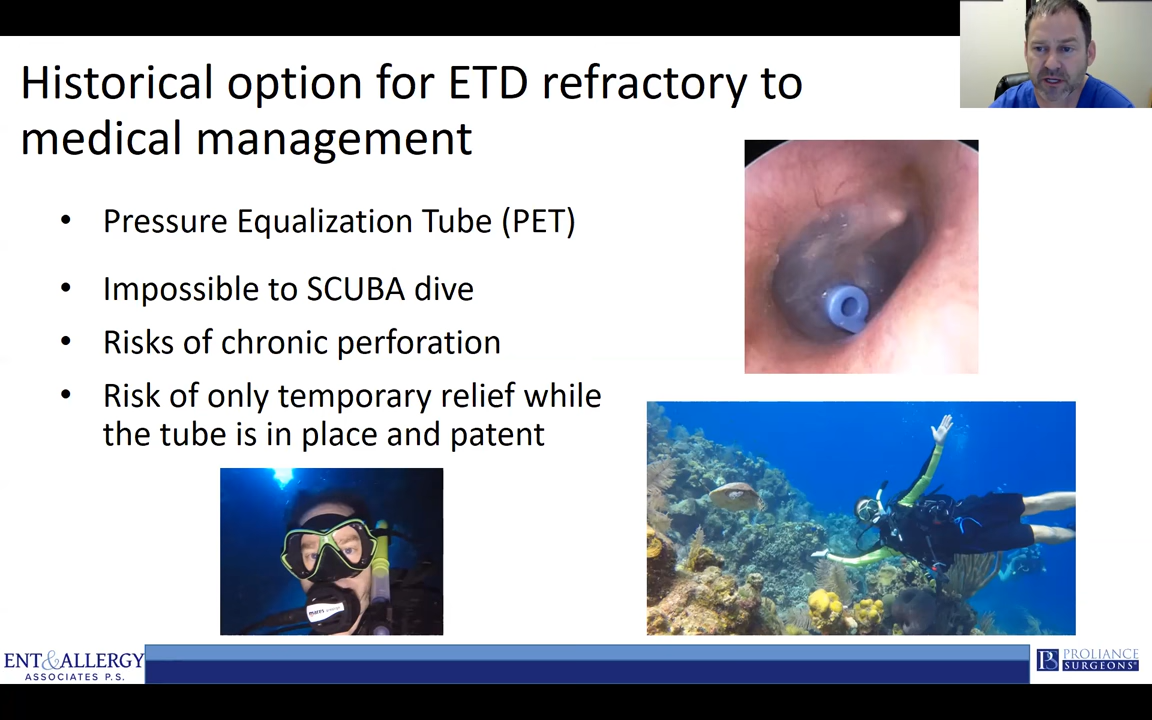 Historical option for ETD refractory to
medical management
• Pressure Equalization Tube (PET)
• Impossible to SCUBA dive
• Risks of chronic perforation
• Risk of only temporary relief while
the tube is in place and patent
mares
ENT&ALLERGY
ASSOCIATES P.S.
PROLIANCE
SURGEONS